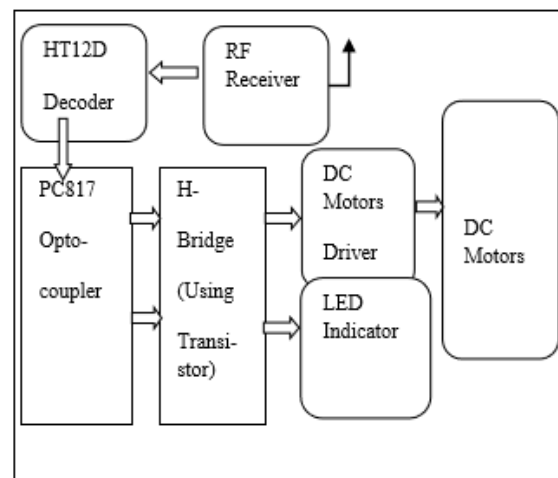 HT12D
Decoder
RF
Receiver
PC817
Opto-
coupler
H-
Bridge
(Using
Transi-
stor)
DC
Motors
Driver
LED
Indicator
DC
Motors